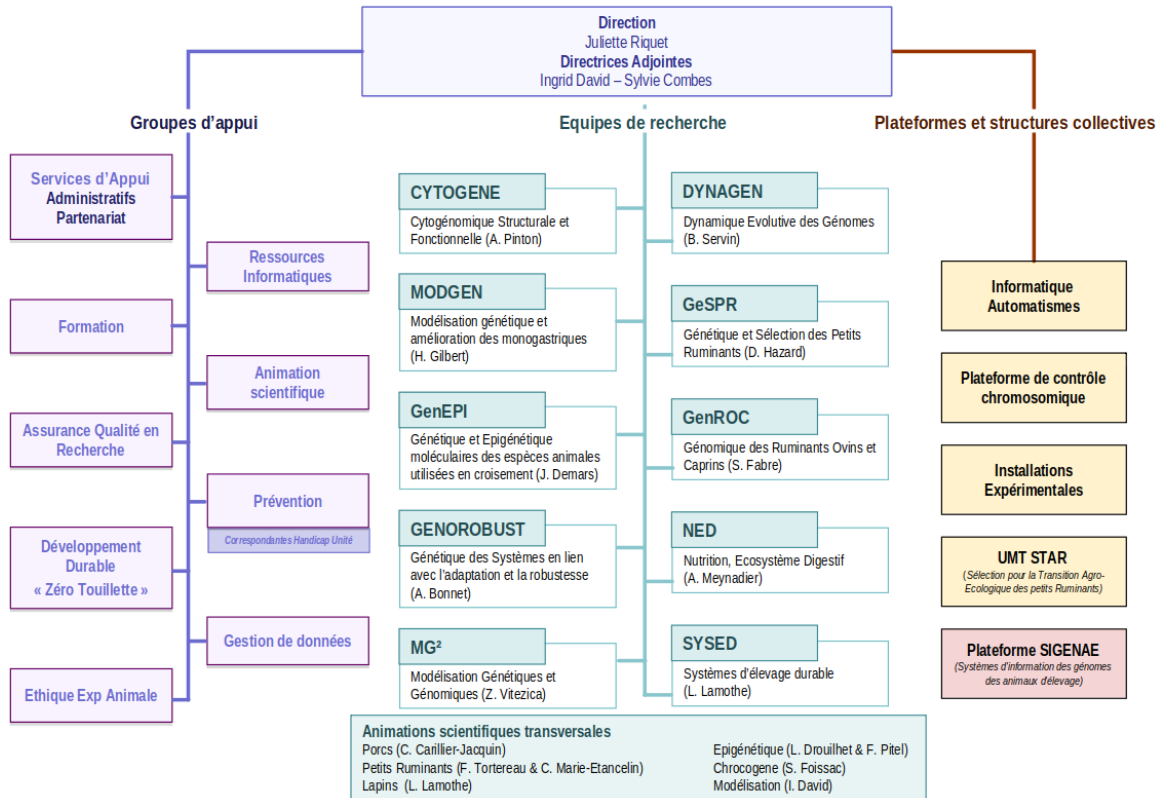 Direction
Juliette Riquet
Directrices Adjointes
Ingrid David – Sylvie Combes
Groupes d'appui
Services d'Appui
Administratifs
Partenariat
Ressources
Informatiques
Formation
Animation
scientifique
Assurance Qualité en
Recherche
Prévention
Correspondantes Handicap Unité
Développement
Durable
« Zéro Touillette »
Gestion de données
Ethique Exp Animale
Equipes de recherche
CYTOGENE
Cytogénomique Structurale et
Fonctionnelle (A. Pinton)
DYNAGEN
Dynamique Evolutive des Génomes
(B. Servin)
MODGEN
Modélisation génétique et
amélioration des monogastriques
(H. Gilbert)
GeSPR
Génétique et Sélection des Petits
Ruminants (D. Hazard)
GenEPI
Génétique et Epigénétique
moléculaires des espèces animales
utilisées en croisement (J. Demars)
GenROC
Génomique des Ruminants Ovins et
Caprins (S. Fabre)
GENOROBUST
Génétique des Systèmes en lien
avec l'adaptation et la robustesse
(A. Bonnet)
NED
Nutrition, Ecosystème Digestif
(A. Meynadier)
MG²
Modélisation Génétiques et
Génomiques (Z. Vitezica)
SYSED
Systèmes d'élevage durable
(L. Lamothe)
Plateformes et structures collectives
Informatique
Automatismes
Plateforme de contrôle
chromosomique
Installations
Expérimentales
UMT STAR
(Sélection pour la Transition Agro-
Ecologique des petits Ruminants)
Plateforme SIGENAE
(Systèmes d'information des génomes
des animaux d'élevage)
Animations scientifiques transversales
Porcs (C. Carillier-Jacquin)
Petits Ruminants (F. Tortereau & C. Marie-Etancelin)
Lapins (L. Lamothe)
Epigénétique (L. Drouilhet & F. Pitel)
Chrocogene (S. Foissac)
Modélisation (I. David)